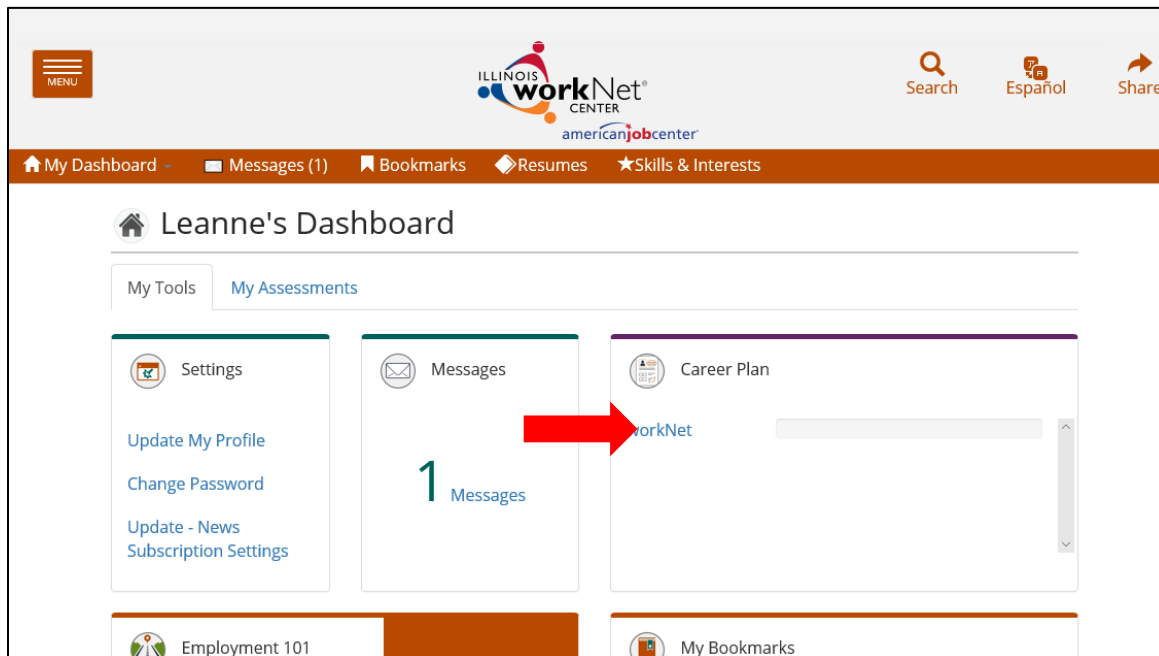 MENU
ILLINOIS
workNet®
CENTER
americanjobcenter
Search
Español
Share
My Dashboard
Messages (1)
Bookmarks
Resumes
Skills & Interests
Leanne's Dashboard
My Tools
My Assessments
Settings
Update My Profile
Change Password
Update - News
Subscription Settings
Messages
1 Messages
Career Plan
workNet
Employment 101
My Bookmarks